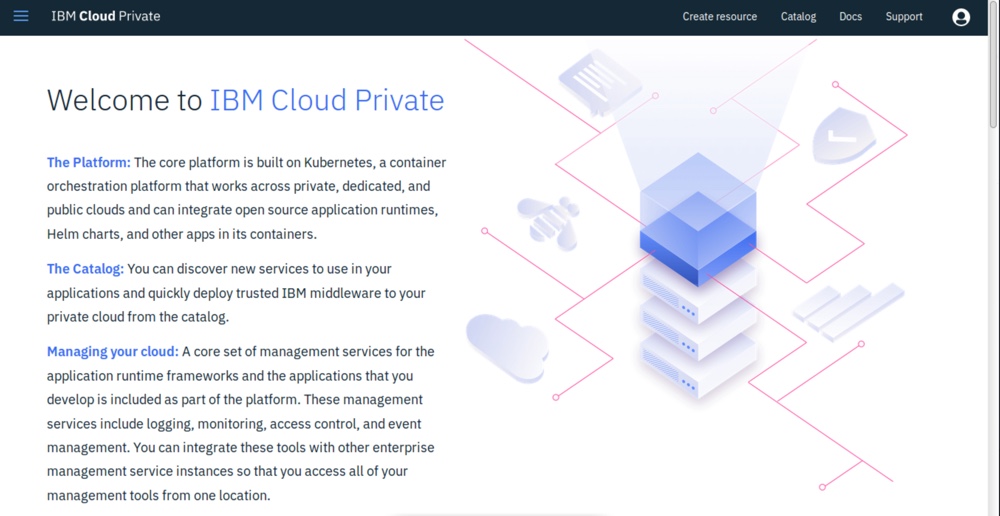 IBM Cloud Private
Create resource
Catalog
Docs
Support
Welcome to IBM Cloud Private
The Platform: The core platform is built on Kubernetes, a container
orchestration platform that works across private, dedicated, and
public clouds and can integrate open source application runtimes,
Helm charts, and other apps in its containers.
The Catalog: You can discover new services to use in your
applications and quickly deploy trusted IBM middleware to your
private cloud from the catalog.
Managing your cloud: A core set of management services for the
application runtime frameworks and the applications that you
develop is included as part of the platform. These management
services include logging, monitoring, access control, and event
management. You can integrate these tools with other enterprise
management service instances so that you access all of your
management tools from one location.